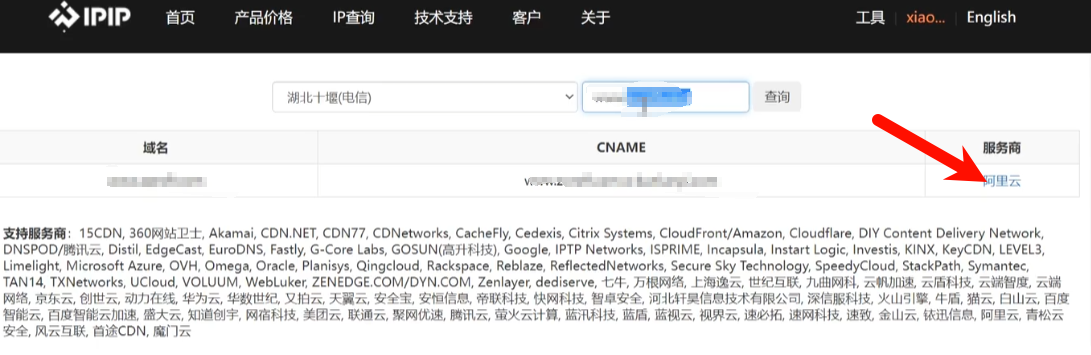 IPIP 首页 产品价格 IP查询 技术支持 客户 关于 工具 xiao... English
湖北十堰(电信) 查询
域名 CNAME 服务商
阿里云
支持服务商：15CDN, 360网站卫士, Akamai, CDN.NET, CDN77, CDNetworks, CacheFly, Cedexis, Citrix Systems, CloudFront/Amazon, Cloudflare, DIY Content Delivery Network,
DNSPOD/腾讯云, Distil, EdgeCast, EuroDNS, Fastly, G-Core Labs, GOSUN(高升科技), Google, IPTP Networks, ISPRIME, Incapsula, Instart Logic, Investis, KINX, KeyCDN, LEVEL3,
Limelight, Microsoft Azure, OVH, Omega, Oracle, Planisys, Qingcloud, Rackspace, Reblaze, ReflectedNetworks, Secure Sky Technology, SpeedyCloud, StackPath, Symantec,
TAN14, TXNetworks, UCloud, VOLUUM, WebLuker, ZENEDGE.COM/DYN.COM, Zenlayer, dediserve, 七牛, 万根网络, 上海逸云, 世纪互联, 九曲网科, 云帆加速, 云盾科技, 云端智度, 云端
网络, 京东云, 创世云, 动力在线, 华为云, 华数世纪, 又拍云, 天翼云, 安全宝, 安恒信息, 帝联科技, 快网科技, 智卓安卓, 河北轩昊信息技术有限公司, 深信服科技, 火山引擎, 牛盾, 猫云, 白山云, 百度
智能云, 百度智能云加速, 盛大云, 知道创宇, 网宿科技, 美团云, 联通云, 聚网优速, 腾讯云, 萤火云计算, 蓝汛科技, 蓝盾, 蓝视云, 视界云, 速必拓, 速网科技, 速致, 金山云, 铱迅信息, 阿里云, 青松云
安全, 风云互联, 首途CDN, 魔门云